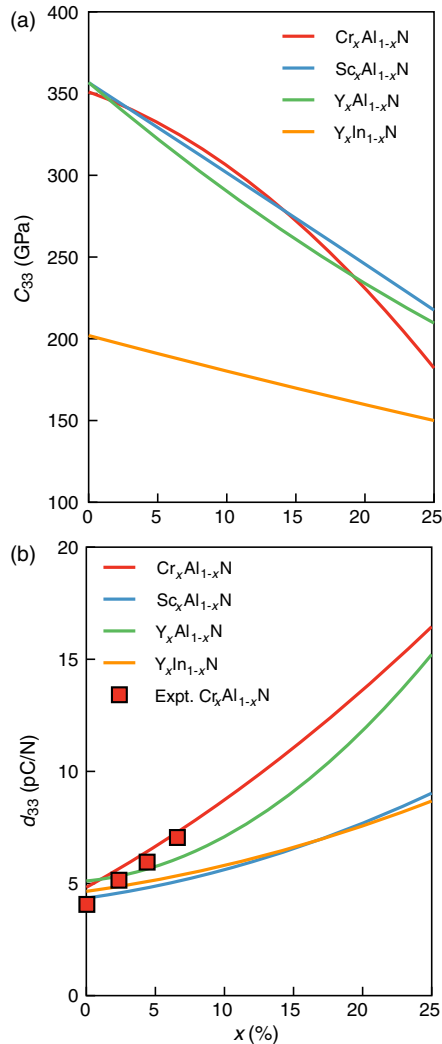 (a)
400
350
300
250
200
150
100
C₃₃ (GPa)
CrₓAl₁₋ₓN
ScₓAl₁₋ₓN
YₓAl₁₋ₓN
YₓIn₁₋ₓN
0 5 10 15 20 25
(b)
20
15
10
5
0
d₃₃ (pC/N)
CrₓAl₁₋ₓN
ScₓAl₁₋ₓN
YₓAl₁₋ₓN
YₓIn₁₋ₓN
Expt. CrₓAl₁₋ₓN
0 5 10 15 20 25
x (%)